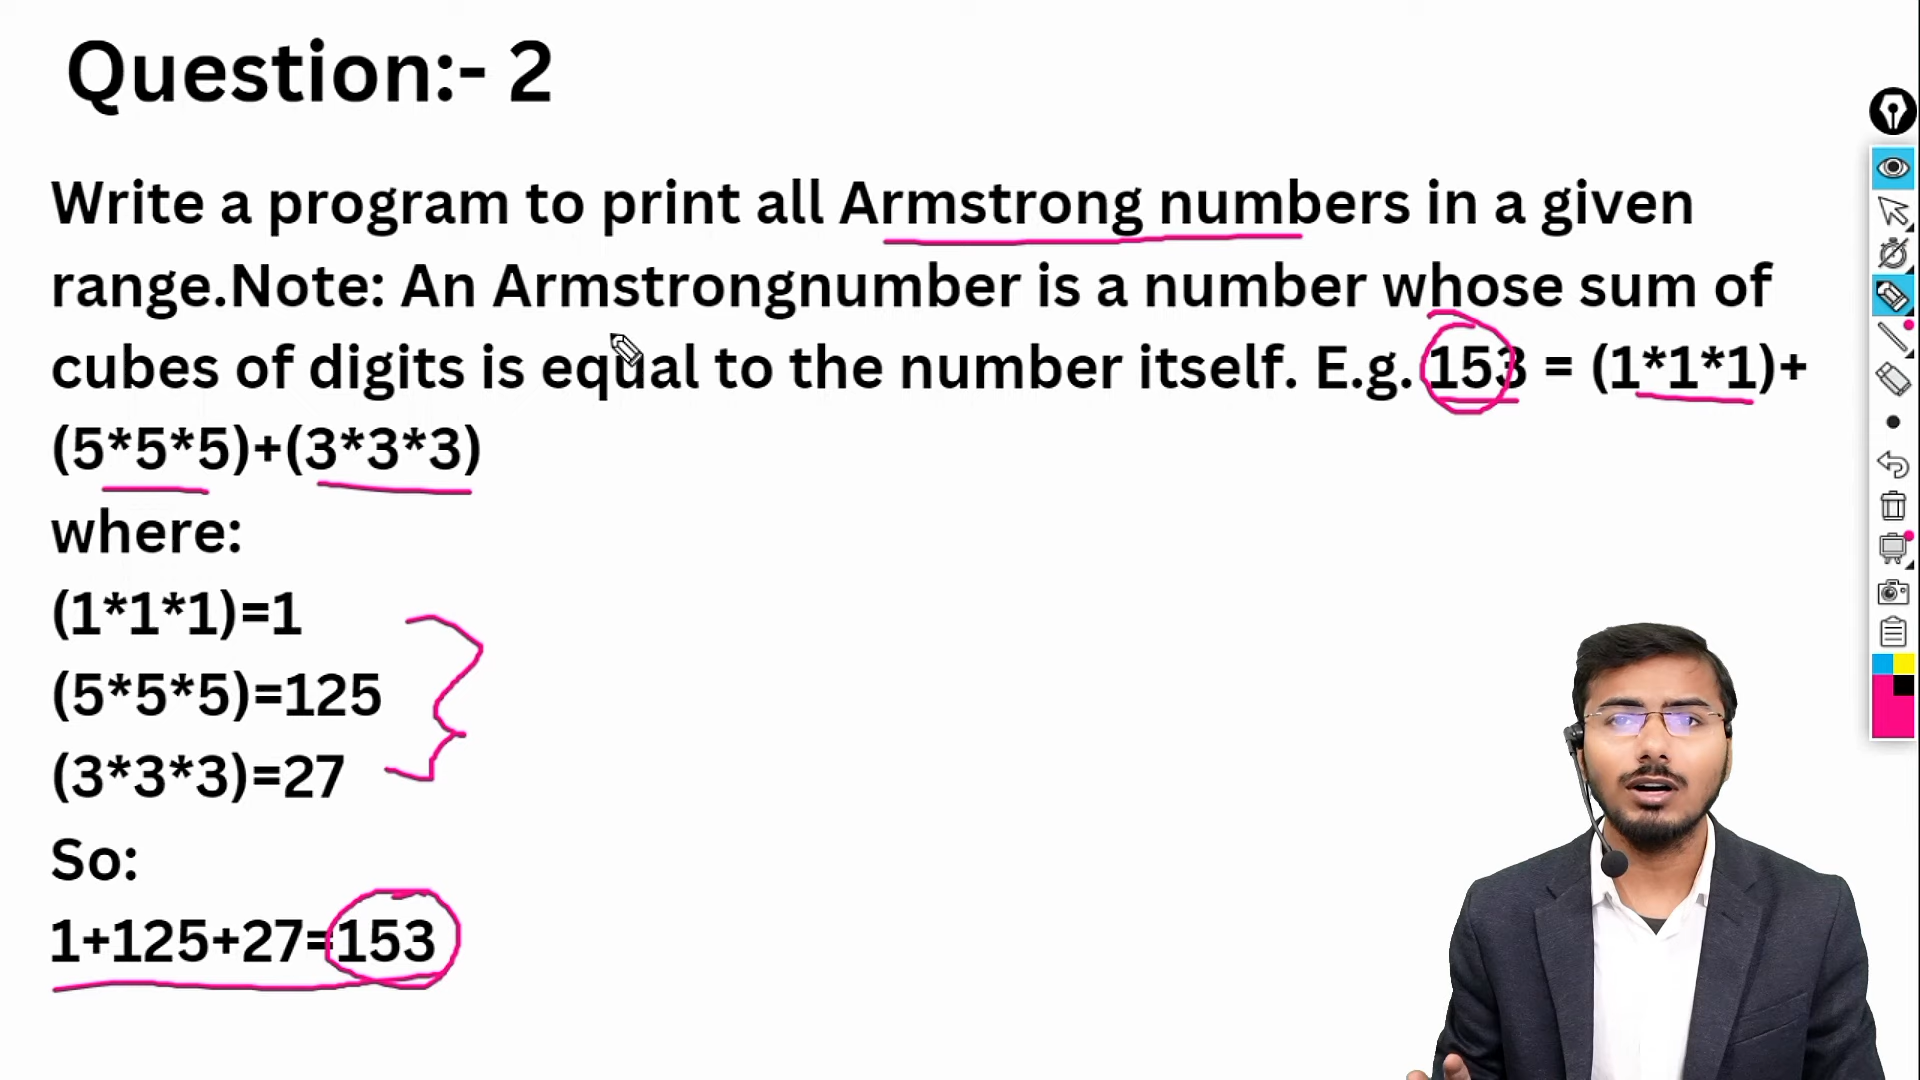 Question:- 2
Write a program to print all Armstrong numbers in a given
range.Note: An Armstrongnumber is a number whose sum of
cubes of digits is equal to the number itself. E.g. 153 = (1*1*1)+
(5*5*5)+(3*3*3)
where:
(1*1*1)=1
(5*5*5)=125
(3*3*3)=27
So:
1+125+27=153